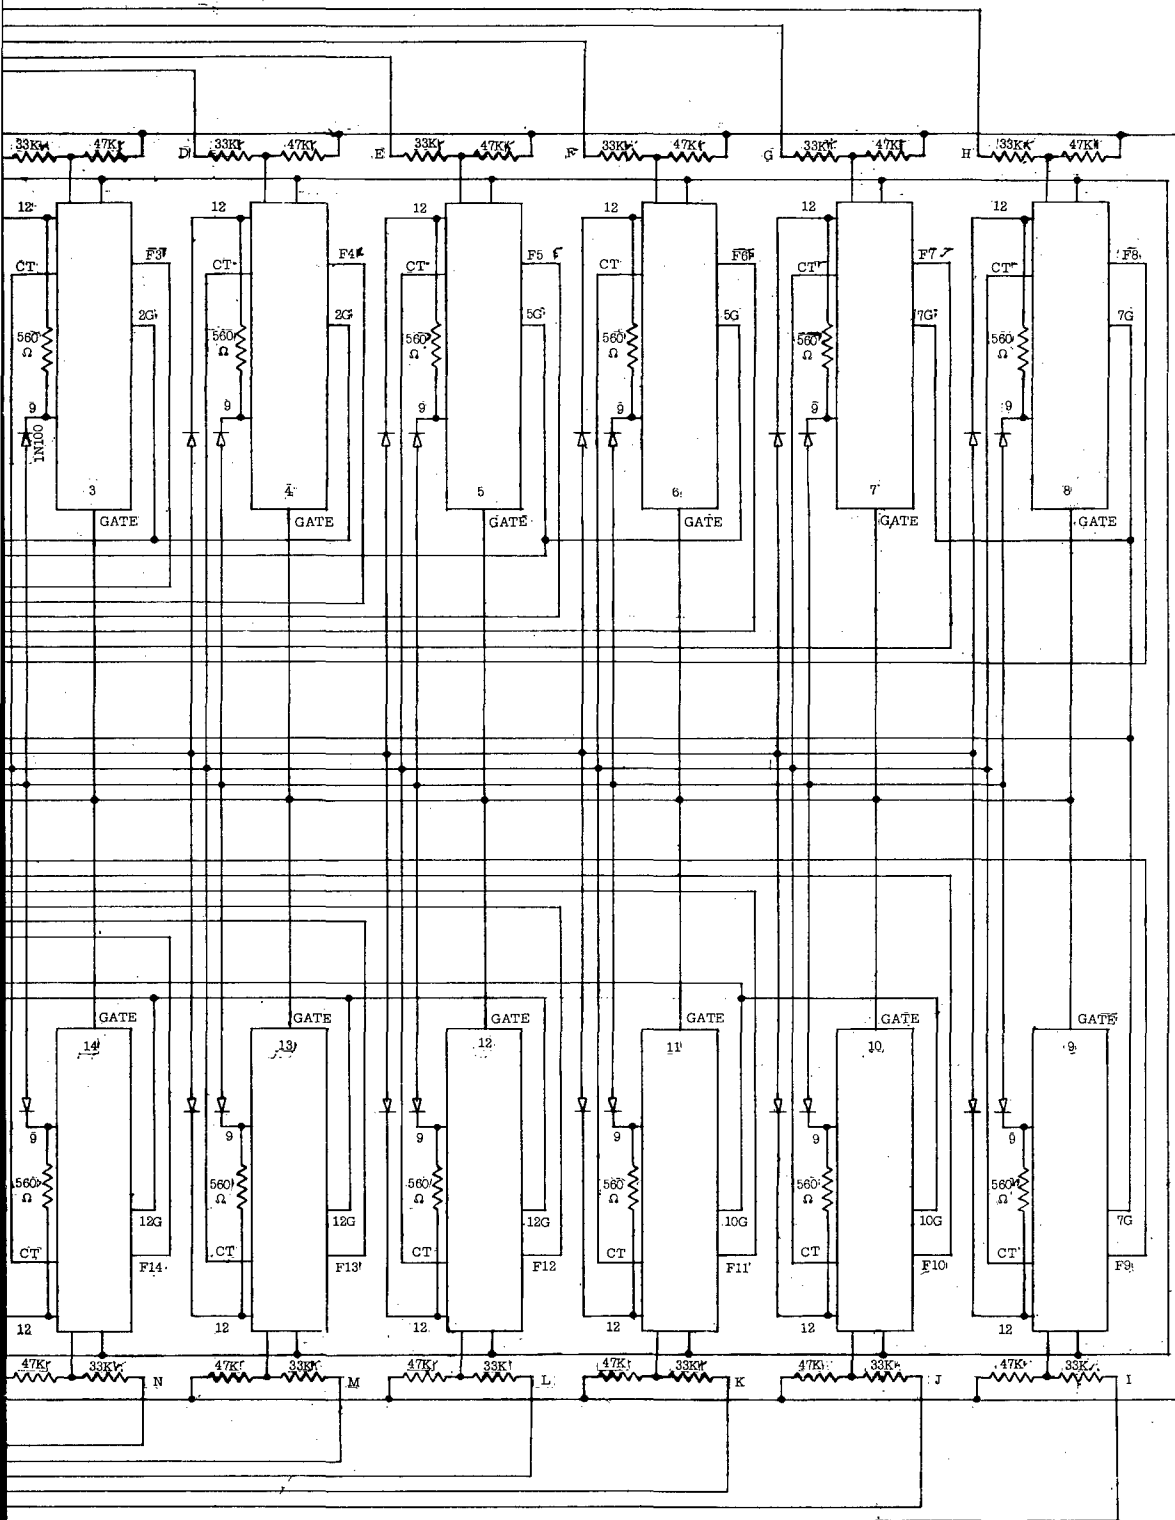 33K 47K D 33K 47K E 33K 47K F 33K 47K G 33K 47K H 33K 47K
12 12 12 12 12 12
F3 F4 F5 F6 F7 F8
CT CT CT CT CT CT
2G 2G 5G 5G 7G 7G
560 560 560 560 560 560
Ω Ω Ω Ω Ω Ω
9 9 9 9 9 9
1N100
3 4 5 6 7 8
GATE GATE GATE GATE GATE GATE
GATE GATE GATE GATE GATE GATE
14 13 12 11 10 9
9 9 9 9 9 9
560 560 560 560 560 560
Ω Ω Ω Ω Ω Ω
12G 12G 12G 10G 10G 7G
CT CT CT CT CT CT
F14 F13 F12 F11 F10 F9
12 12 12 12 12 12
47K 33K N 47K 33K M 47K 33K L 47K 33K K 47K 33K J 47K 33K I